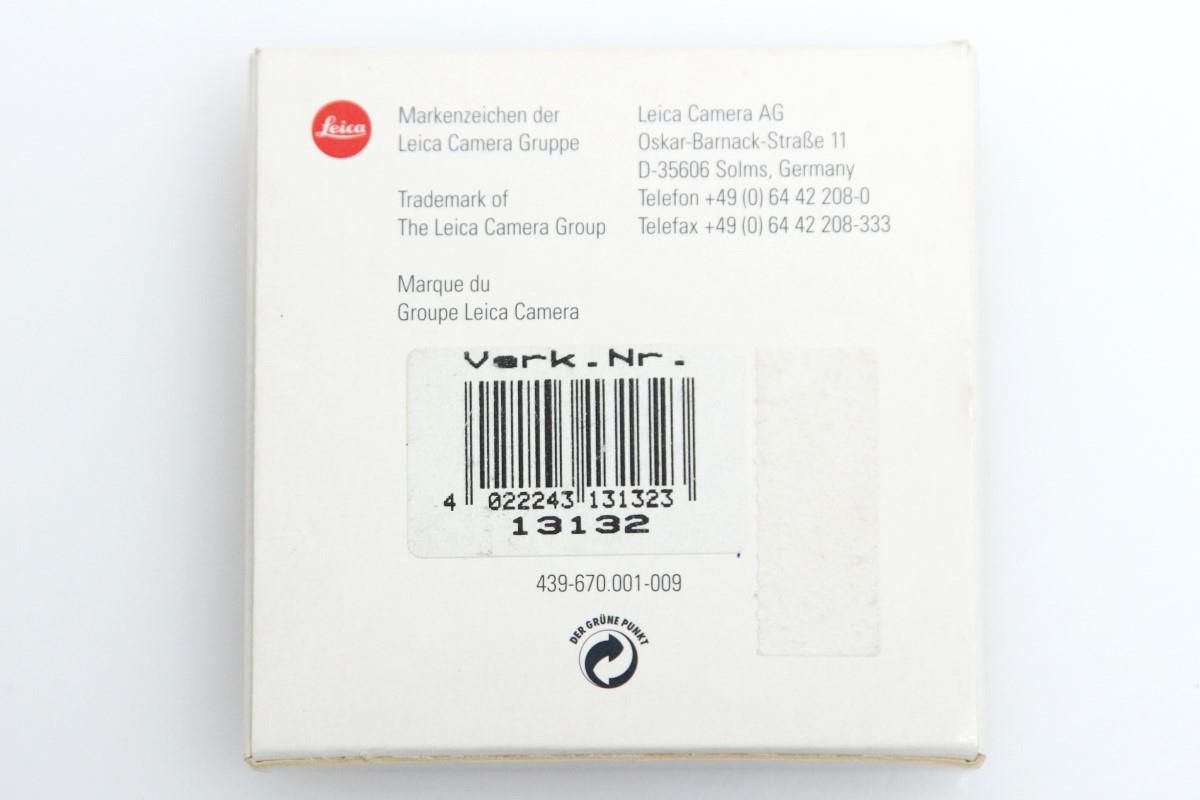 Leica
Markenzeichen der
Leica Camera Gruppe
Trademark of
The Leica Camera Group
Marque du
Groupe Leica Camera
Leica Camera AG
Oskar-Barnack-Straße 11
D-35606 Solms, Germany
Telefon +49 (0) 64 42 208-0
Telefax +49 (0) 64 42 208-333
Verk.Nr.
4 022243 131323
13132
439-670.001-009
DER GRÜNE PUNKT